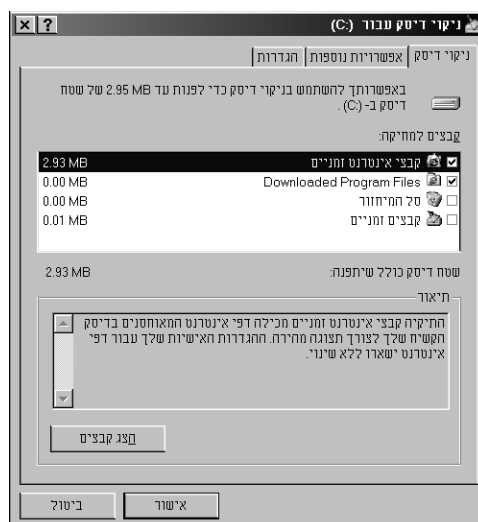 ניקוי דיסק עבור (C:)
ניקוי דיסק אפשרויות נוספות הגדרות
באפשרותך להשתמש בניקוי דיסק כדי לפנות עד 2.95 MB של שטח
דיסק ב- (C:) .
קבצים למחיקה:
קבצי אינטרנט זמניים 2.93 MB
Downloaded Program Files 0.00 MB
סל המיחזור 0.00 MB
קבצים זמניים 0.01 MB
שטח דיסק כולל שיתפנה: 2.93 MB
תיאור
התיקיה קבצי אינטרנט זמניים מכילה דפי אינטרנט המאוחסנים בדיסק
הקשיח שלך לצורך תצוגה מהירה. ההגדרות האישיות שלך עבור דפי
אינטרנט ישארו ללא שינוי.
הצג קבצים
אישור ביטול